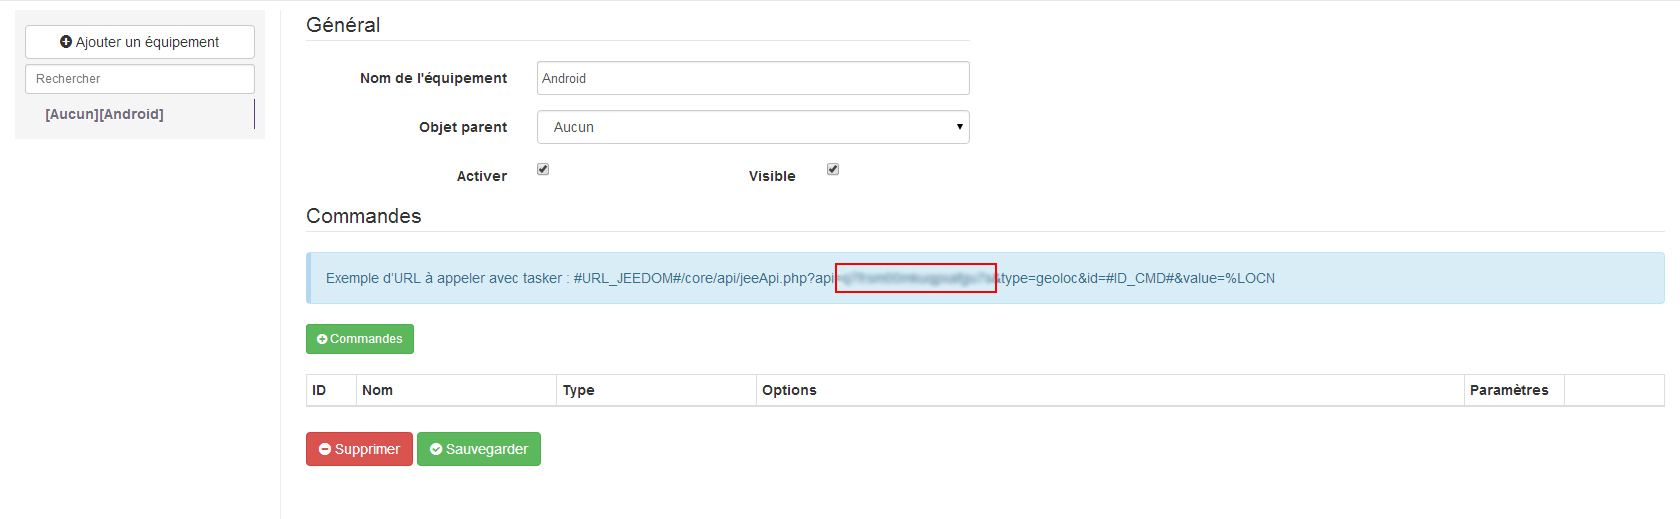 Ajouter un équipement
Rechercher
[Aucun][Android]
Général
Nom de l'équipement Android
Objet parent Aucun
Activer Visible
Commandes
Exemple d'URL à appeler avec tasker : #URL_JEEDOM#/core/api/jeeApi.php?api= &type=geoloc&id=#ID_CMD#&value=%LOCN
Commandes
ID Nom Type Options Paramètres
Supprimer Sauvegarder